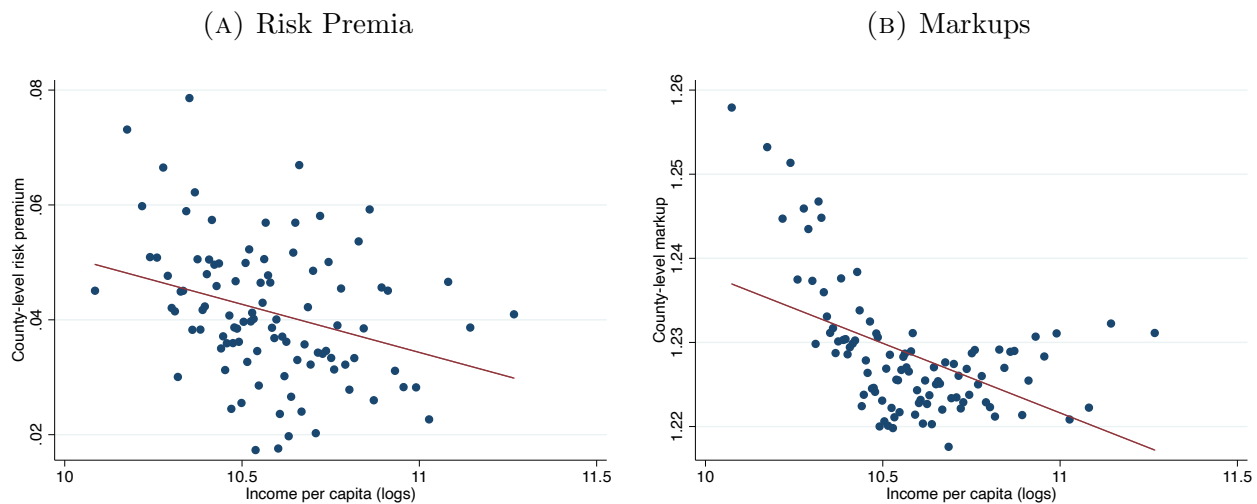 (A) Risk Premia
County-level risk premium
.08
.06
.04
.02
10
10.5
11
11.5
Income per capita (logs)
(B) Markups
County-level markup
1.26
1.25
1.24
1.23
1.22
10
10.5
11
11.5
Income per capita (logs)